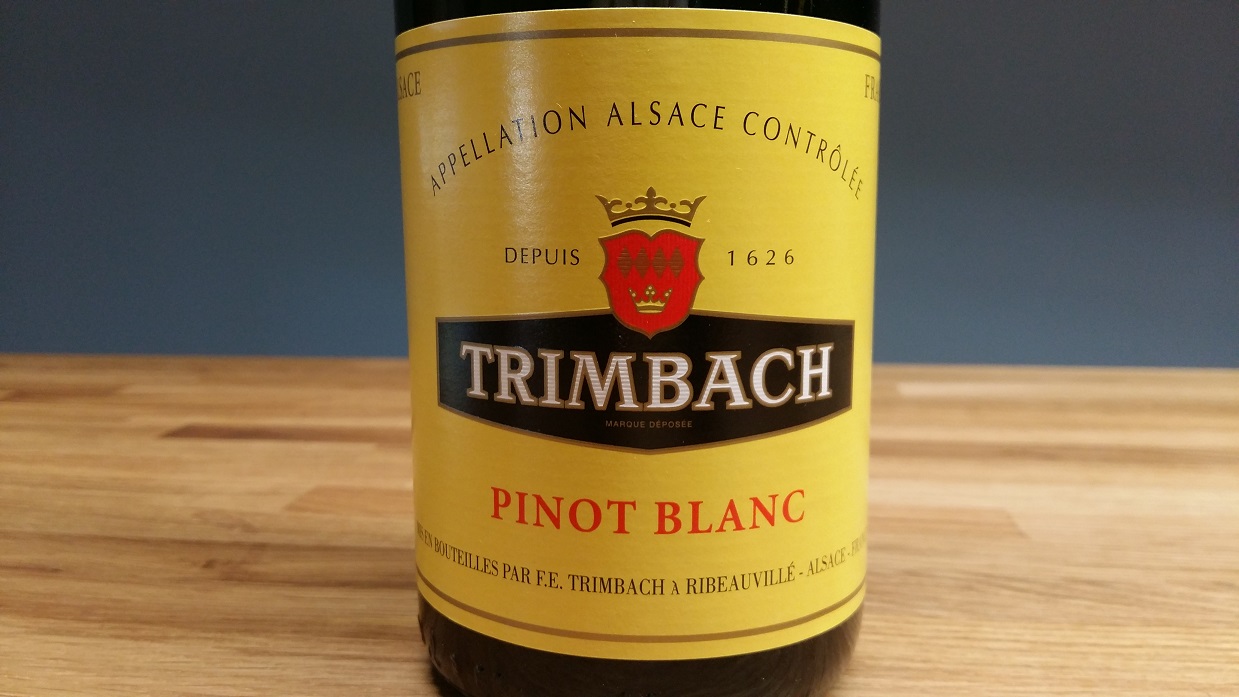 APPELLATION ALSACE CONTRÔLÉE
DEPUIS 1626
TRIMBACH
MARQUE DÉPOSÉE
PINOT BLANC
EN BOUTEILLES PAR F.E. TRIMBACH A RIBEAUVILLÉ - ALSACE -